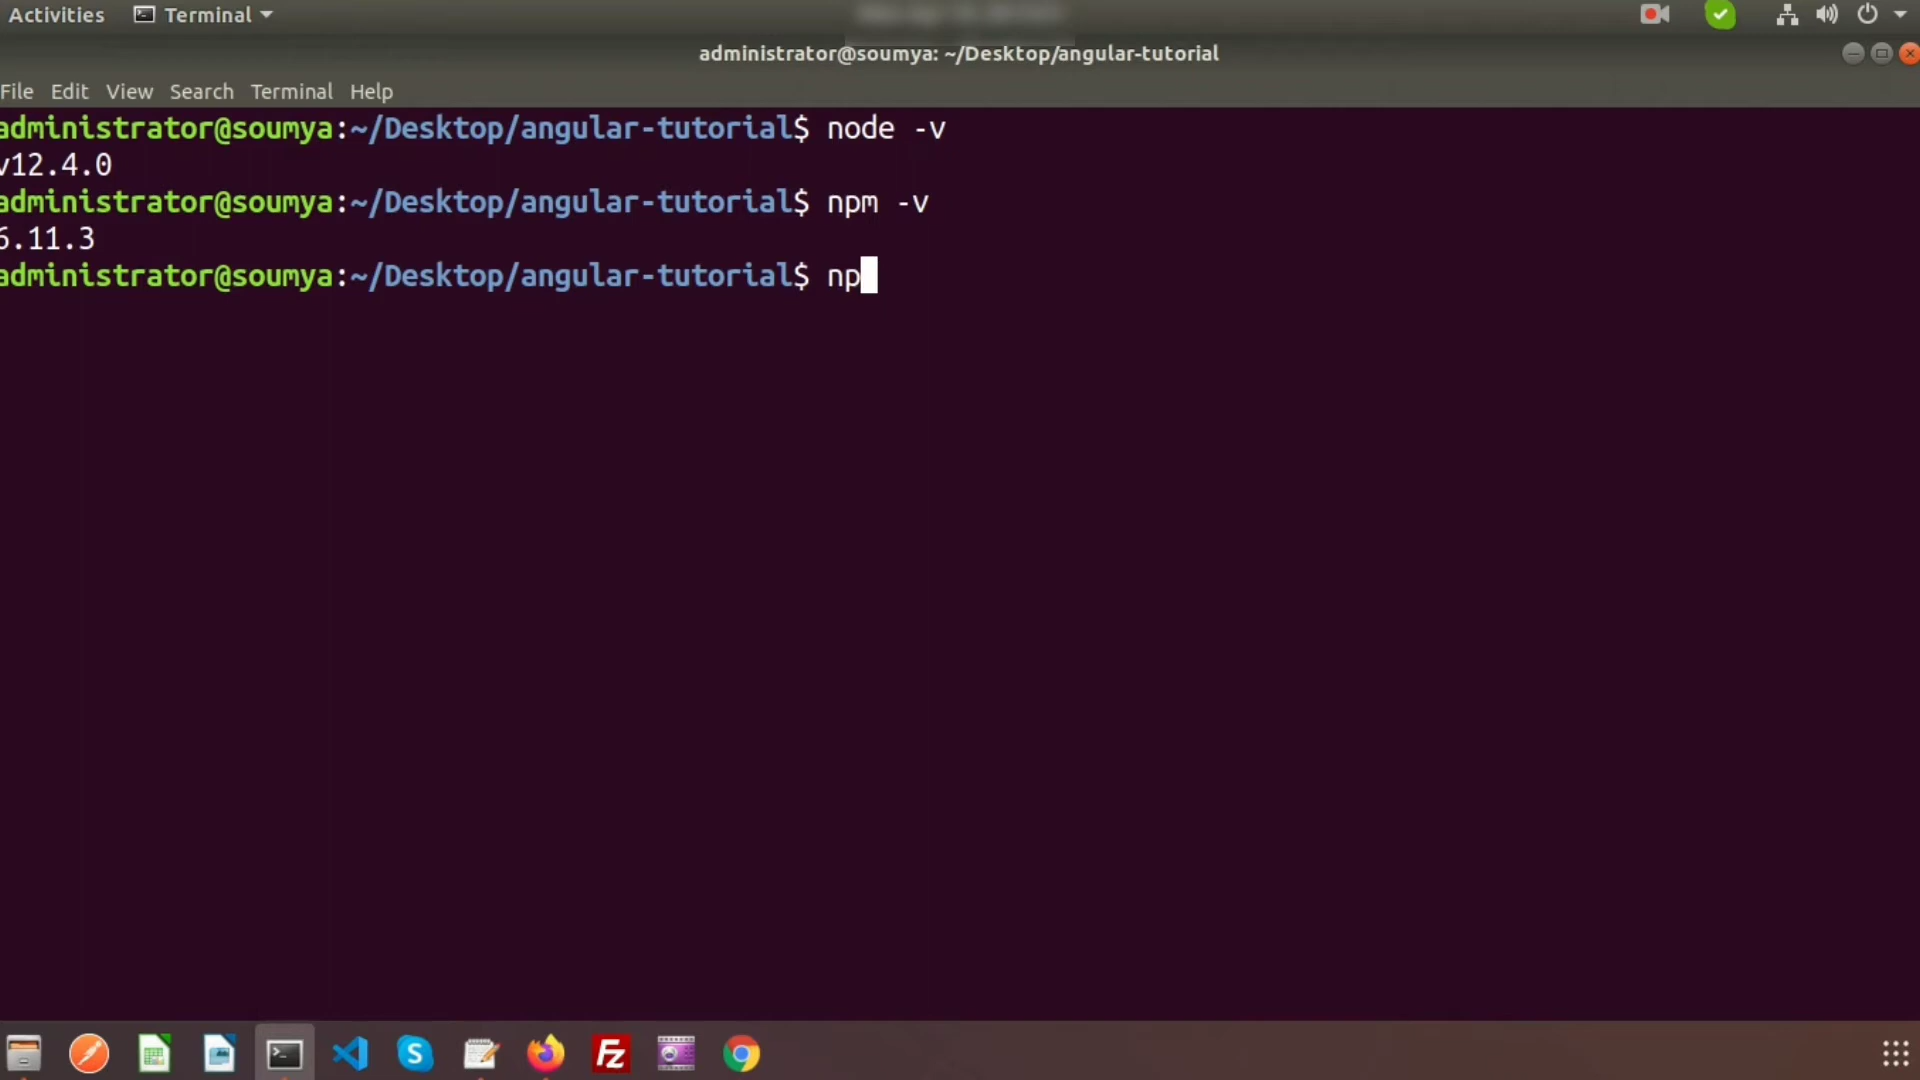 Activities Terminal
administrator@soumya: ~/Desktop/angular-tutorial
File Edit View Search Terminal Help
administrator@soumya:~/Desktop/angular-tutorial$ node -v
v12.4.0
administrator@soumya:~/Desktop/angular-tutorial$ npm -v
6.11.3
administrator@soumya:~/Desktop/angular-tutorial$ np
S
FZ